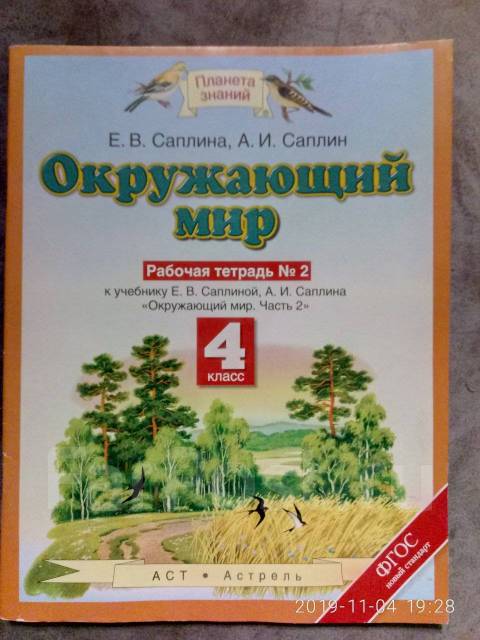 Планета
знаний
Е. В. Саплина, А. И. Саплин
Окружающий
мир
Рабочая тетрадь № 2
к учебнику Е. В. Саплиной, А. И. Саплина
«Окружающий мир. Часть 2»
4
класс
ФГОС
новый стандарт
АСТ • Астрель
2019-11-04 19:28